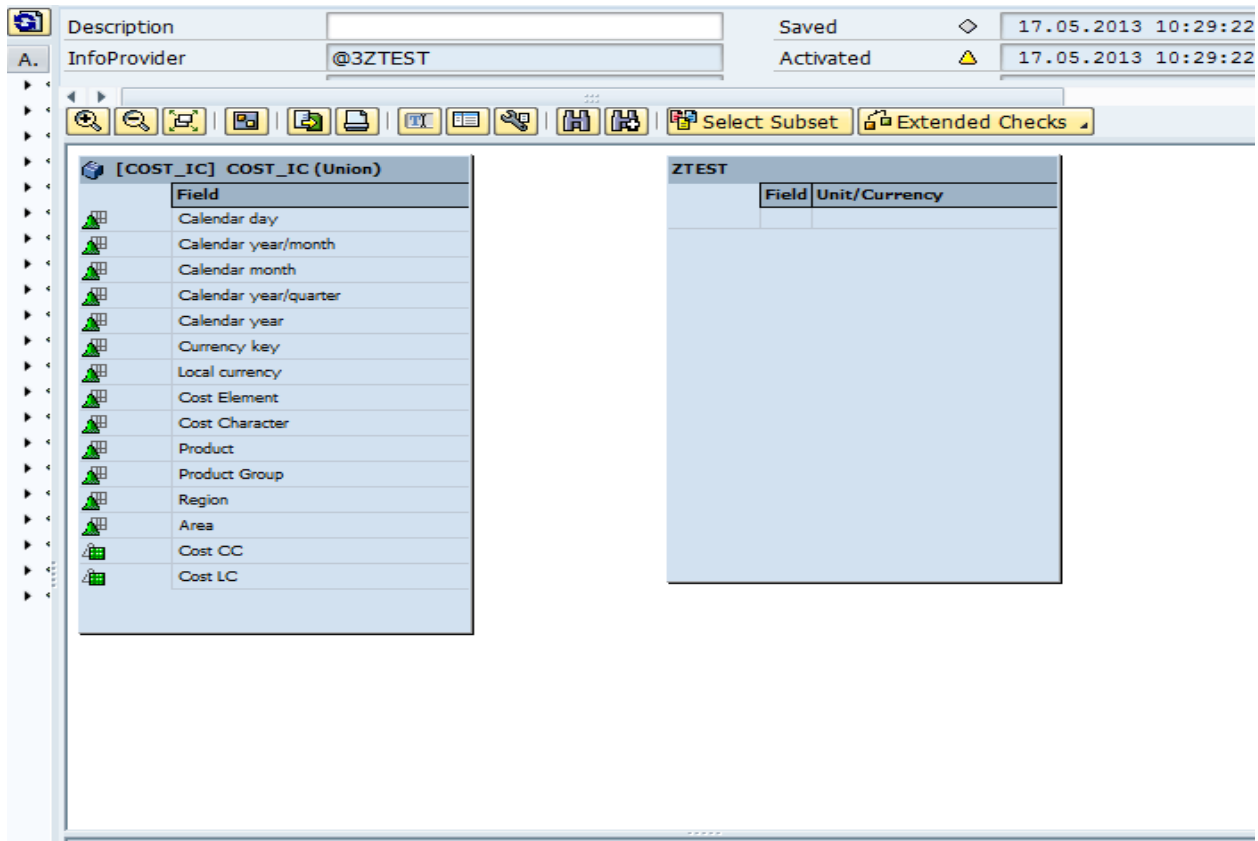 Description Saved 17.05.2013 10:29:22
A. InfoProvider @3ZTEST Activated 17.05.2013 10:29:22
Select Subset Extended Checks
[COST_IC] COST_IC (Union)
Field
Calendar day
Calendar year/month
Calendar month
Calendar year/quarter
Calendar year
Currency key
Local currency
Cost Element
Cost Character
Product
Product Group
Region
Area
Cost CC
Cost LC
ZTEST
Field Unit/Currency